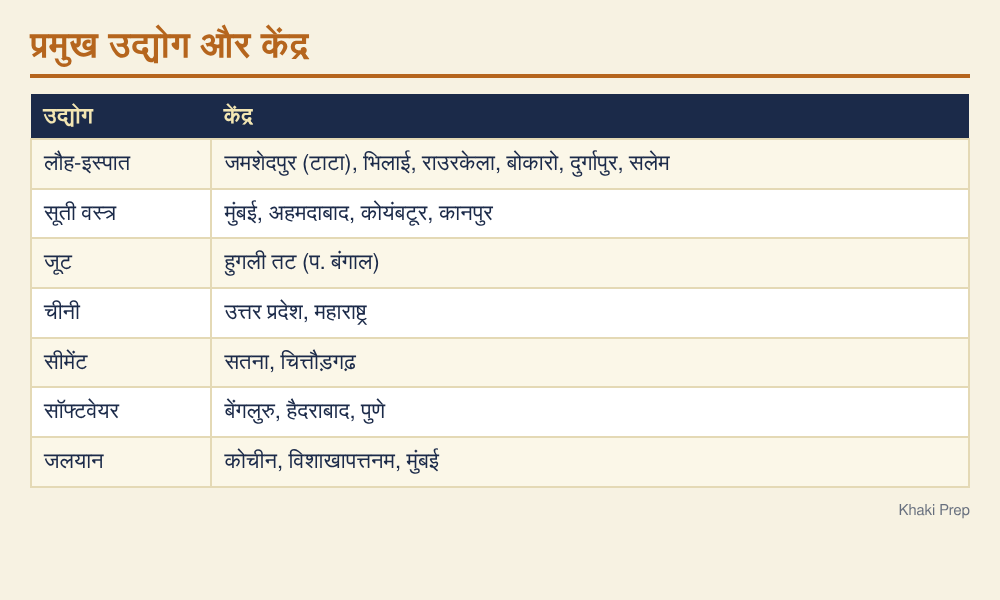 प्रमुख उद्योग और केंद्र
उद्योग केंद्र
लौह-इस्पात जमशेदपुर (टाटा), भिलाई, राउरकेला, बोकारो, दुर्गापुर, सलेम
सूती वस्त्र मुंबई, अहमदाबाद, कोयंबटूर, कानपुर
जूट हुगली तट (प. बंगाल)
चीनी उत्तर प्रदेश, महाराष्ट्र
सीमेंट सतना, चित्तौड़गढ़
सॉफ्टवेयर बेंगलुरु, हैदराबाद, पुणे
जलयान कोचीन, विशाखापत्तनम, मुंबई
Khaki Prep